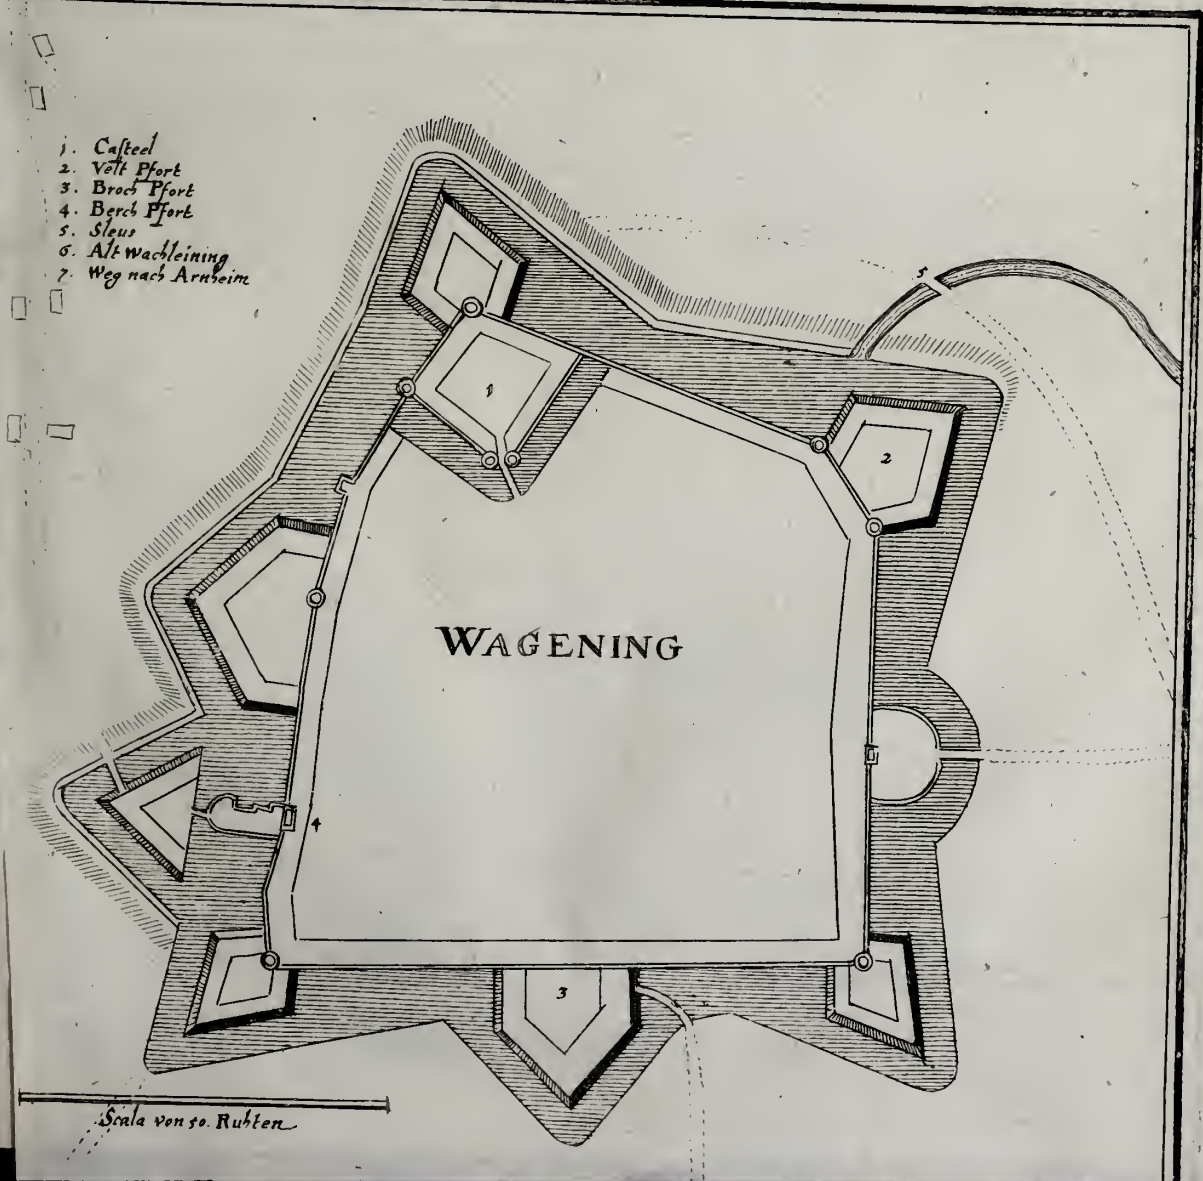 1. Casteel
2. Velt Pfort
3. Broch Pfort
4. Berch Pfort
5. Sleus
6. Alt Wachleining
7. Weg nach Arnheim
5
1
2
WAGENING
4
3
Scala von 50. Ruhten